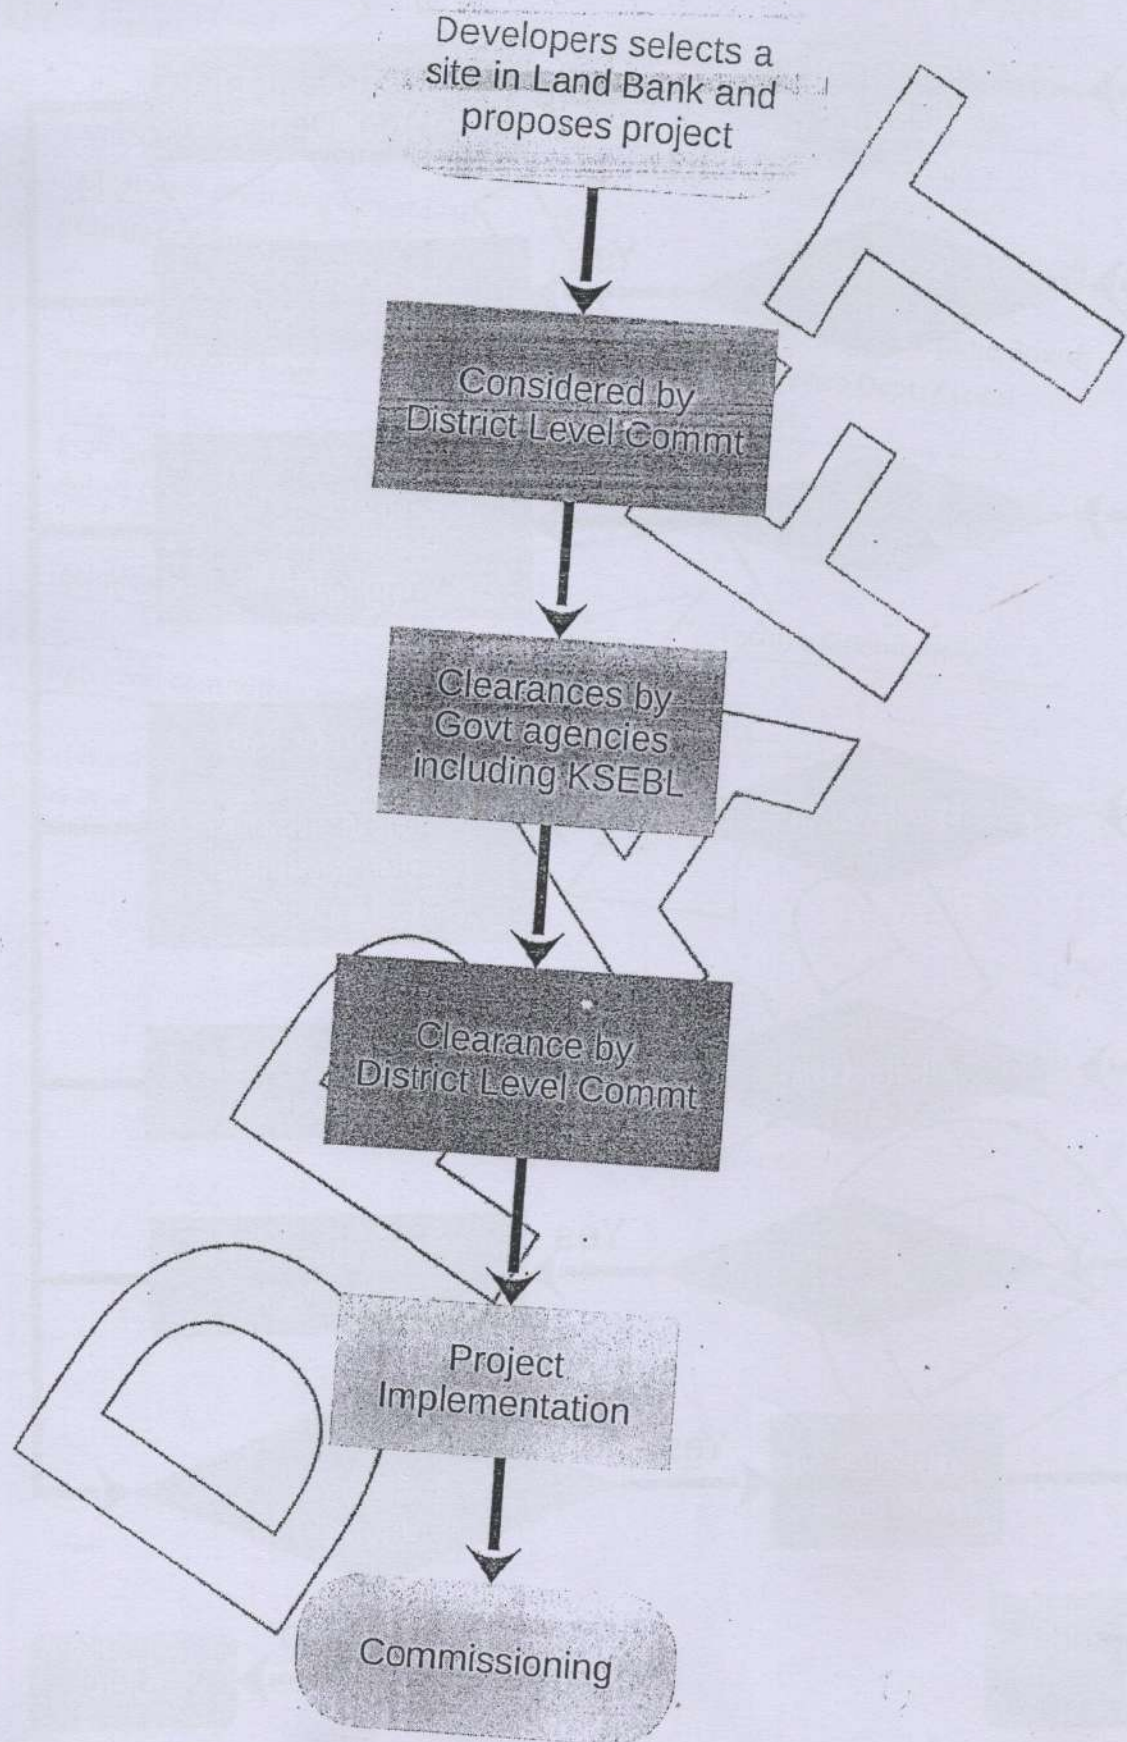 Developers selects a
site in Land Bank and
proposes project
Considered by
District Level Commt
Clearances by
Govt agencies
including KSEBL
Clearance by
District Level Commt
Project
Implementation
Commissioning
DRAFT